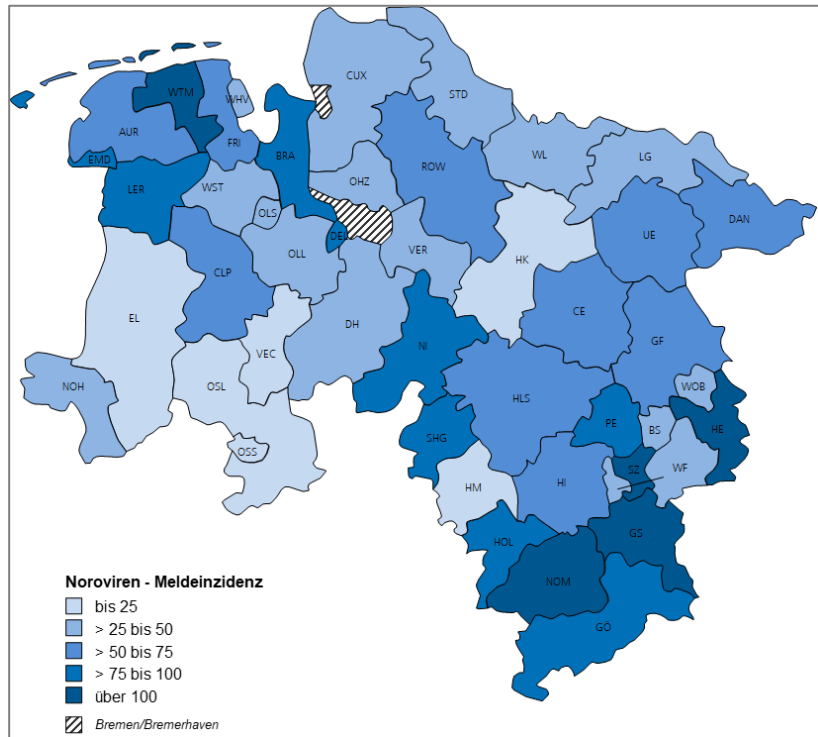 CUX
STD
WTM
WHV
AUR
FRI
BRA
ROW
WL
LG
EMD
OHZ
LER
WST
OLS
DAN
DEL
UE
OLL
VER
HK
CLP
EL
CE
DH
NI
VEC
GF
NOH
OSL
HLS
WOB
PE
BS
HE
SHG
OSS
SZ
WF
HM
HI
GS
HOL
NOM
GÖ
Noroviren - Meldeinzidenz
bis 25
> 25 bis 50
> 50 bis 75
> 75 bis 100
über 100
Bremen/Bremerhaven